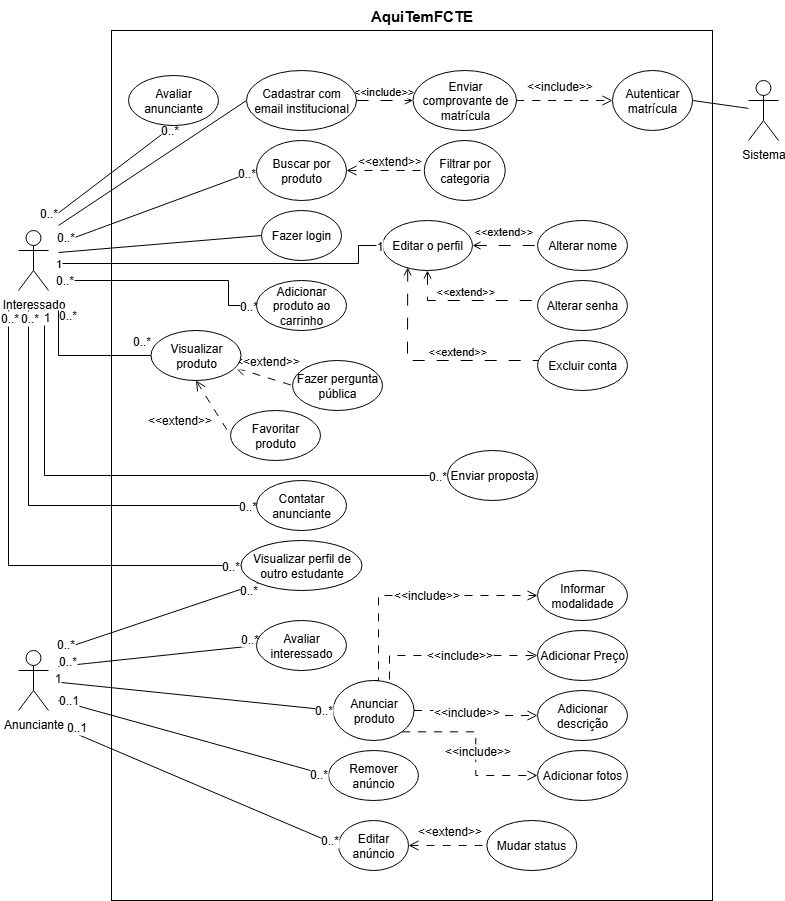 AquiTemFCTE
Avaliar
anunciante
0..*
Cadastrar com
email institucional
<<include>>
Enviar
comprovante de
matrícula
<<include>>
Autenticar
matrícula
Sistema
0..*
Buscar por
produto
0..*
<<extend>>
Filtrar por
categoria
0..*
Fazer login
1
1
Editar o perfil
<<extend>>
Alterar nome
Interessado
0..*
0..*
Adicionar
produto ao
carrinho
<<extend>>
Alterar senha
0..*
0..*
1
0..*
0..*
Visualizar
produto
<<extend>>
Fazer pergunta
pública
<<extend>>
Excluir conta
<<extend>>
Favoritar
produto
0..*
Enviar proposta
0..*
Contatar
anunciante
0..*
Visualizar perfil de
outro estudante
0..*
<<include>>
Informar
modalidade
0..*
0..*
0..*
Avaliar
interessado
<<include>>
Adicionar Preço
Anunciante
1
0..*
Anunciar
produto
<<include>>
Adicionar
descrição
<<include>>
Adicionar fotos
0..1
0..*
Remover
anúncio
0..1
0..*
Editar
anúncio
<<extend>>
Mudar status